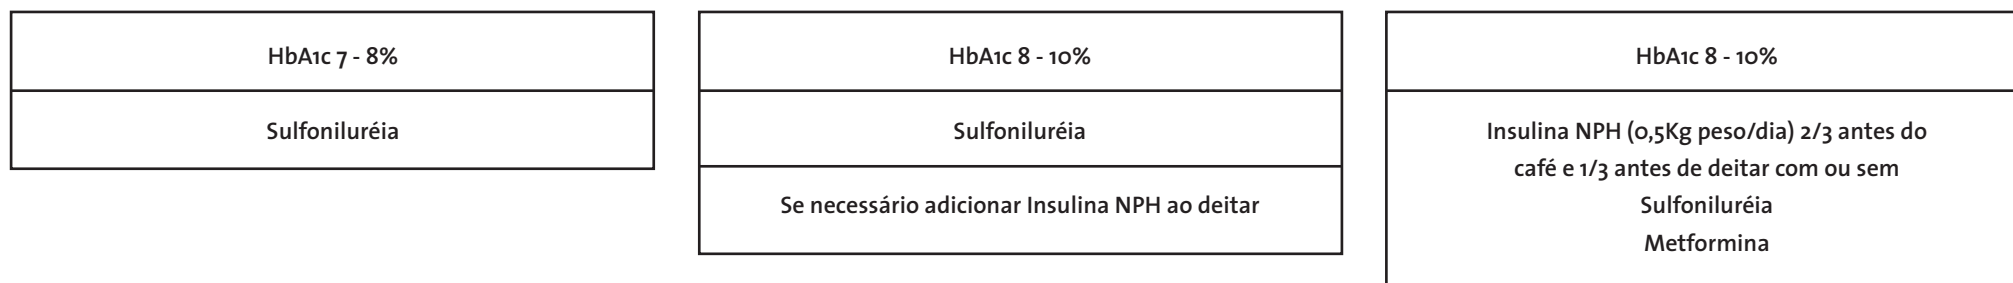 HbA1c 7 - 8%
Sulfoniluréia
HbA1c 8 - 10%
Sulfoniluréia
Se necessário adicionar Insulina NPH ao deitar
HbA1c 8 - 10%
Insulina NPH (0,5Kg peso/dia) 2/3 antes do
café e 1/3 antes de deitar com ou sem
Sulfoniluréia
Metformina